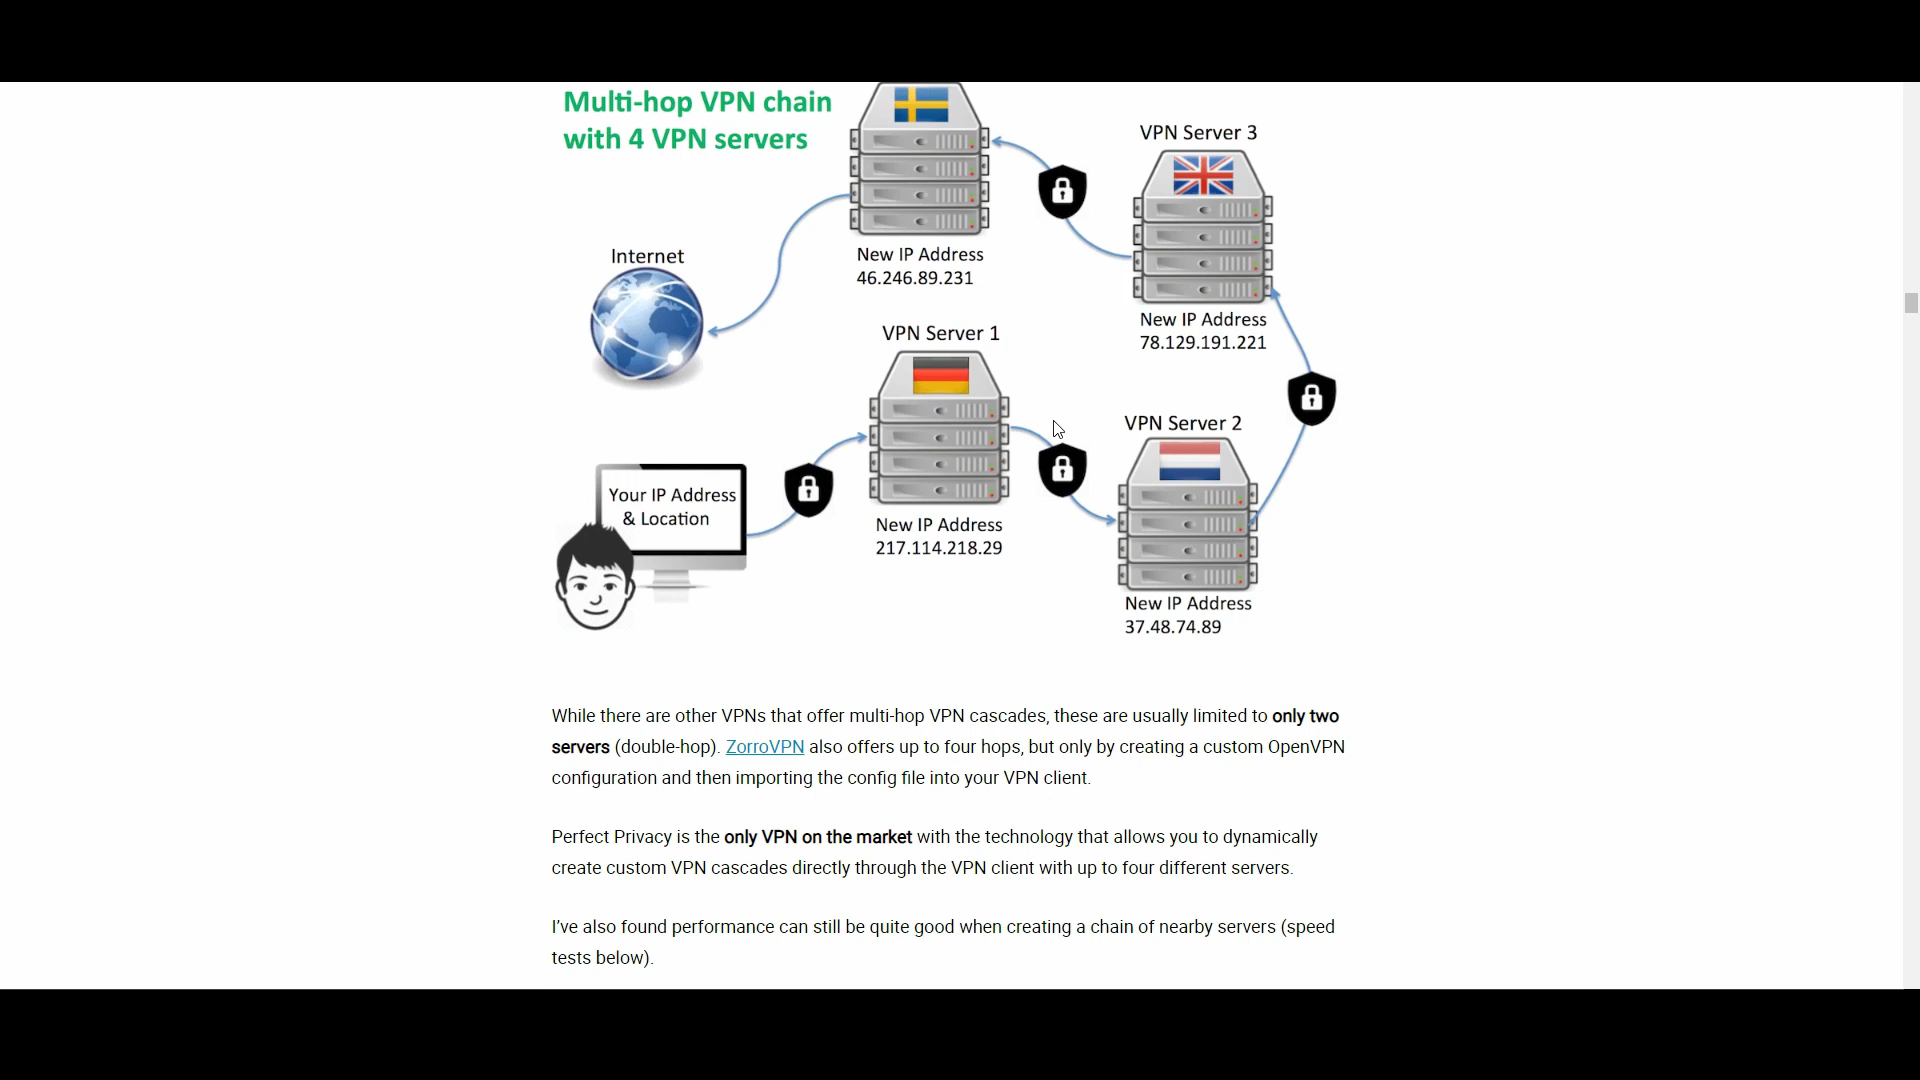 Multi-hop VPN chain
with 4 VPN servers
VPN Server 3
Internet
New IP Address
46.246.89.231
New IP Address
78.129.191.221
VPN Server 1
VPN Server 2
Your IP Address
& Location
New IP Address
217.114.218.29
New IP Address
37.48.74.89
While there are other VPNs that offer multi-hop VPN cascades, these are usually limited to only two
servers (double-hop). ZorroVPN also offers up to four hops, but only by creating a custom OpenVPN
configuration and then importing the config file into your VPN client.
Perfect Privacy is the only VPN on the market with the technology that allows you to dynamically
create custom VPN cascades directly through the VPN client with up to four different servers.
I've also found performance can still be quite good when creating a chain of nearby servers (speed
tests below).